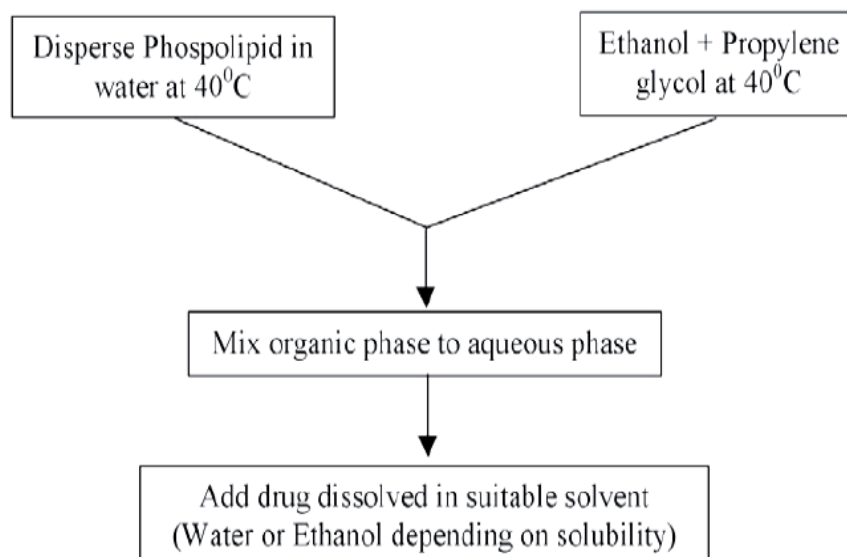 Disperse Phospolipid in
water at 40⁰C
Ethanol + Propylene
glycol at 40⁰C
Mix organic phase to aqueous phase
Add drug dissolved in suitable solvent
(Water or Ethanol depending on solubility)